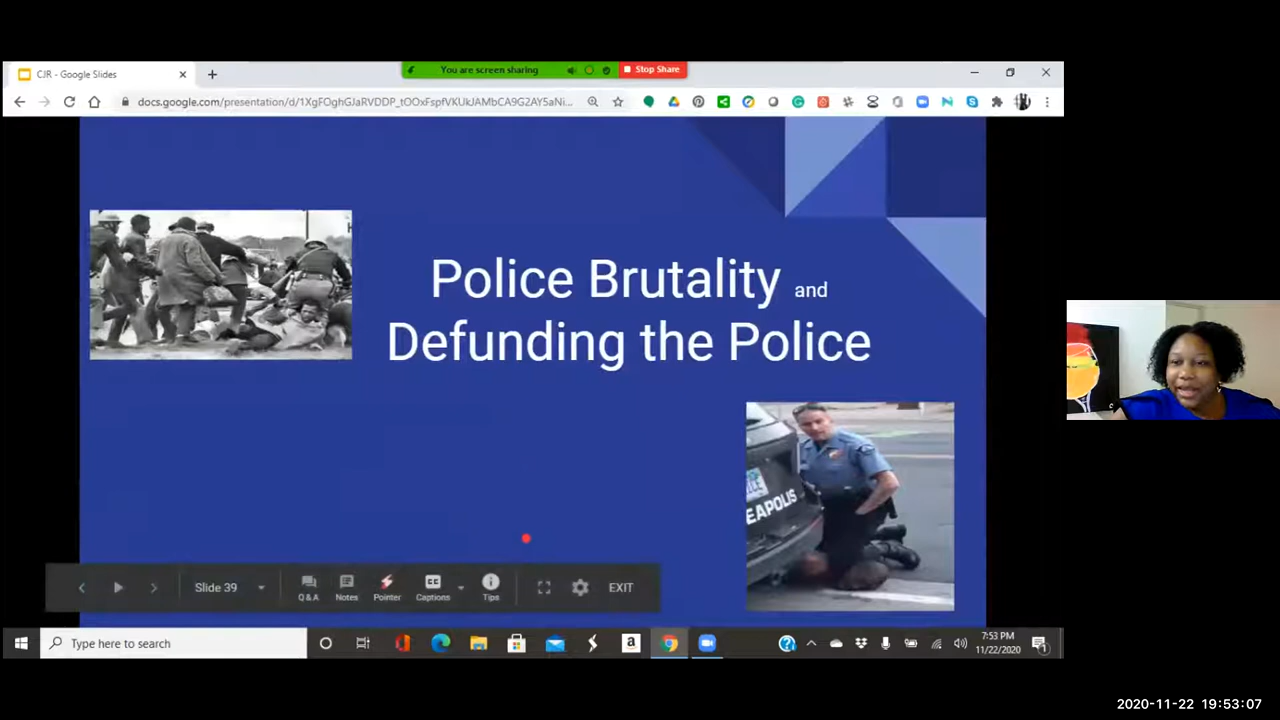 CJR - Google Slides
You are screen sharing
Stop Share
docs.google.com/presentation/d/1XgFOghGJaRVDDP_tOOxFspfVKUkJAMbCA9G2AY5aNi...
Police Brutality and
Defunding the Police
EAPOLIS
Slide 39
Q & A
Notes
Pointer
CC
Captions
Tips
EXIT
Type here to search
7:53 PM
11/22/2020
2020-11-22 19:53:07